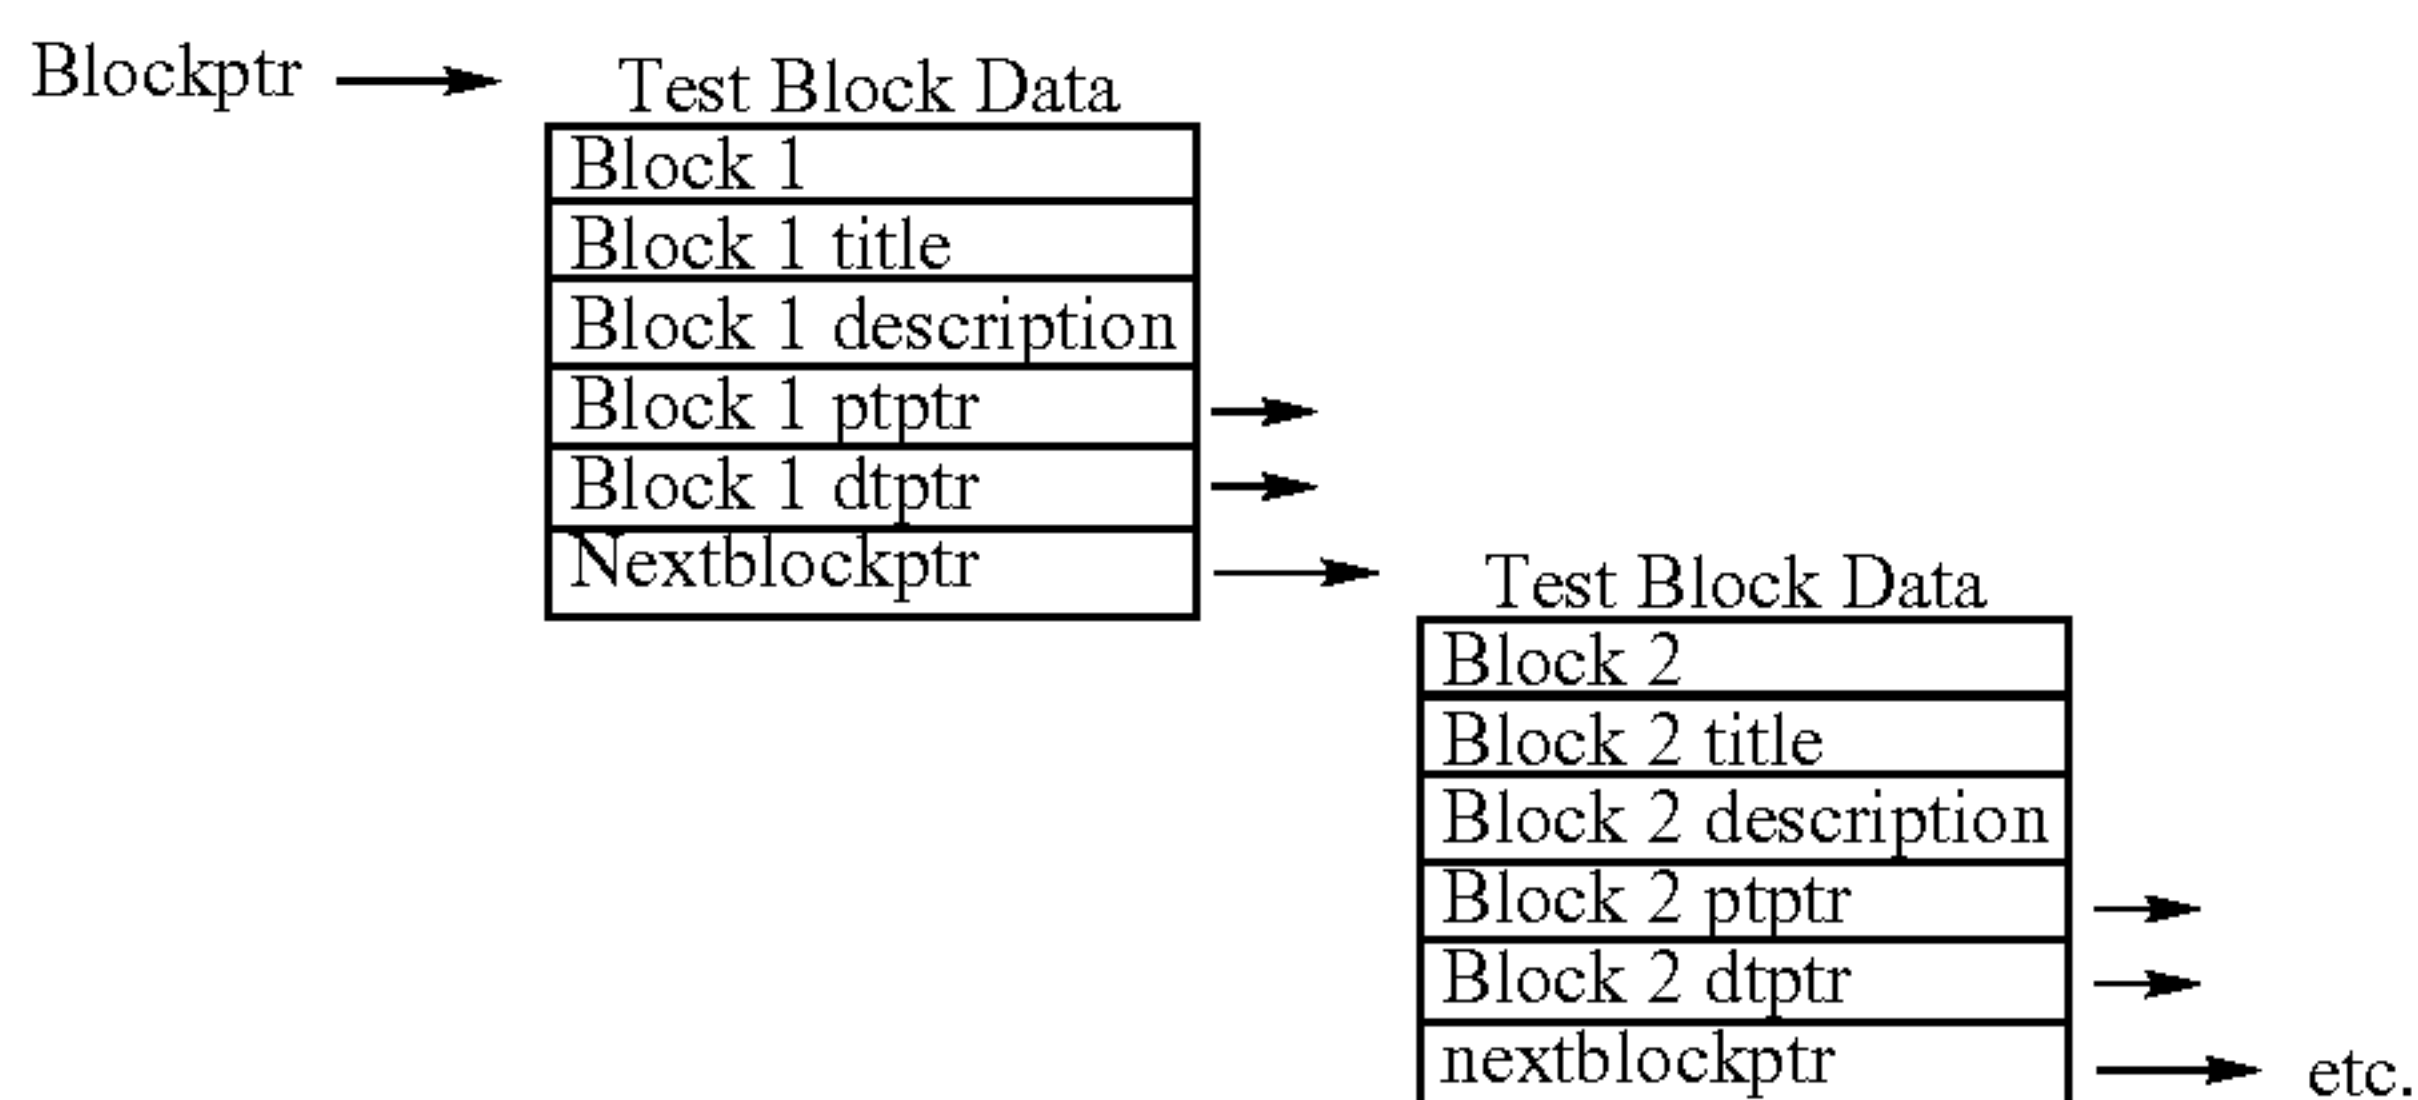 Blockptr
Test Block Data
Block 1
Block 1 title
Block 1 description
Block 1 ptptr
Block 1 dtptr
Nextblockptr
Test Block Data
Block 2
Block 2 title
Block 2 description
Block 2 ptptr
Block 2 dtptr
nextblockptr
etc.